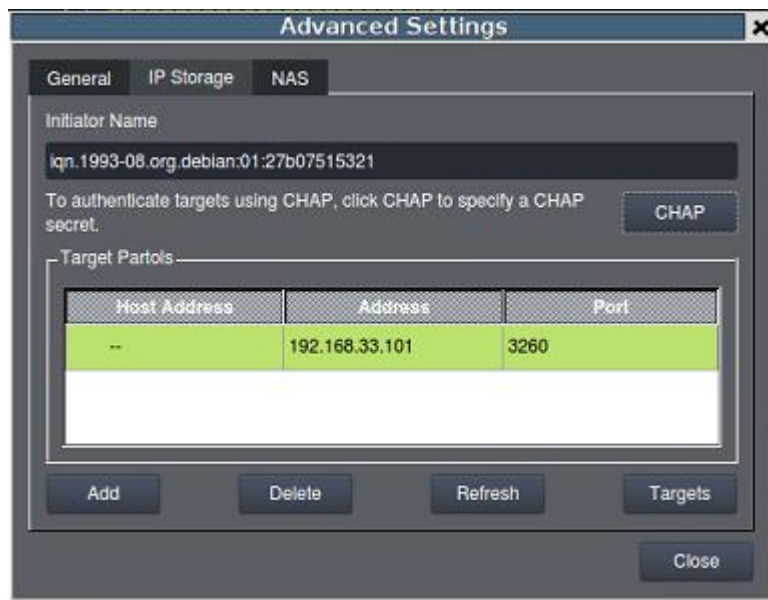 Advanced Settings
General IP Storage NAS
Initiator Name
iqn.1993-08.org.debian:01:27b07515321
To authenticate targets using CHAP, click CHAP to specify a CHAP
secret.
CHAP
Target Partols
Host Address Address Port
-- 192.168.33.101 3260
Add Delete Refresh Targets
Close